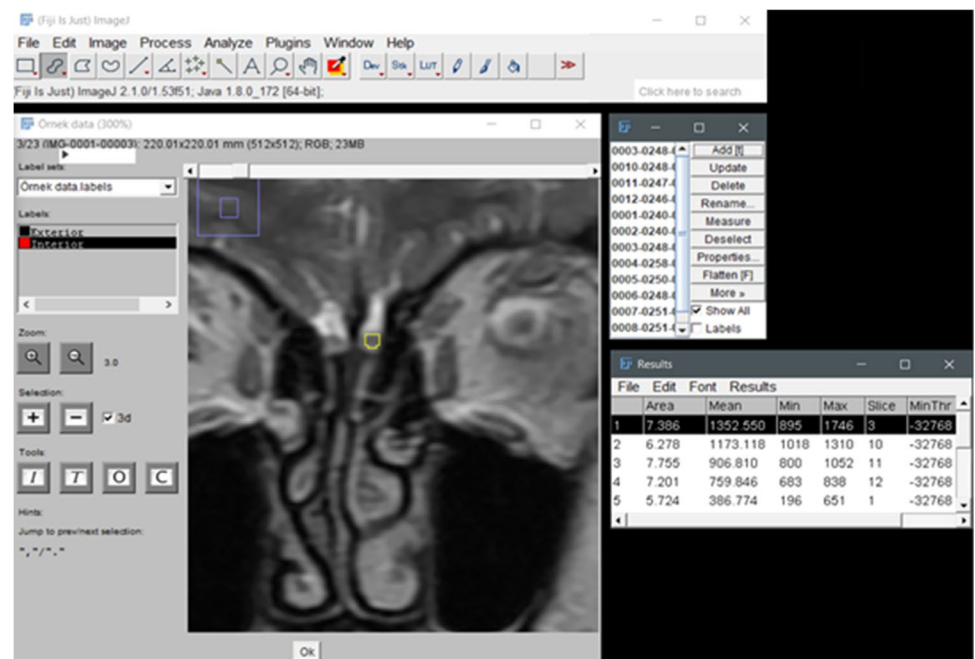 (Fiji Is Just) ImageJ
File Edit Image Process Analyze Plugins Window Help
Dev Stk LUT
(Fiji Is Just) ImageJ 2.1.0/1.53f51; Java 1.8.0_172 [64-bit];
Click here to search
Örnek data (300%)
3/23 (IMG-0001-00003); 220.01x220.01 mm (512x512); RGB; 23MB
Label sets:
Örnek data.labels
Labels:
Exterior
Interior
Zoom:
3.0
Selection:
3d
Tools:
I T O C
Hints:
Jump to prev/next selection:
","/"."
Ok
0003-0248-
0010-0248-
0011-0247-
0012-0246-
0001-0240-
0002-0240-
0003-0248-
0004-0258-
0005-0250-
0006-0248-
0007-0251-
0008-0251-
Add [t]
Update
Delete
Rename...
Measure
Deselect
Properties...
Flatten [F]
More »
Show All
Labels
Results
File Edit Font Results
Area Mean Min Max Slice MinThr
1 7.386 1352.550 895 1746 3 -32768
2 6.278 1173.118 1018 1310 10 -32768
3 7.755 906.810 800 1052 11 -32768
4 7.201 759.846 683 838 12 -32768
5 5.724 386.774 196 651 1 -32768